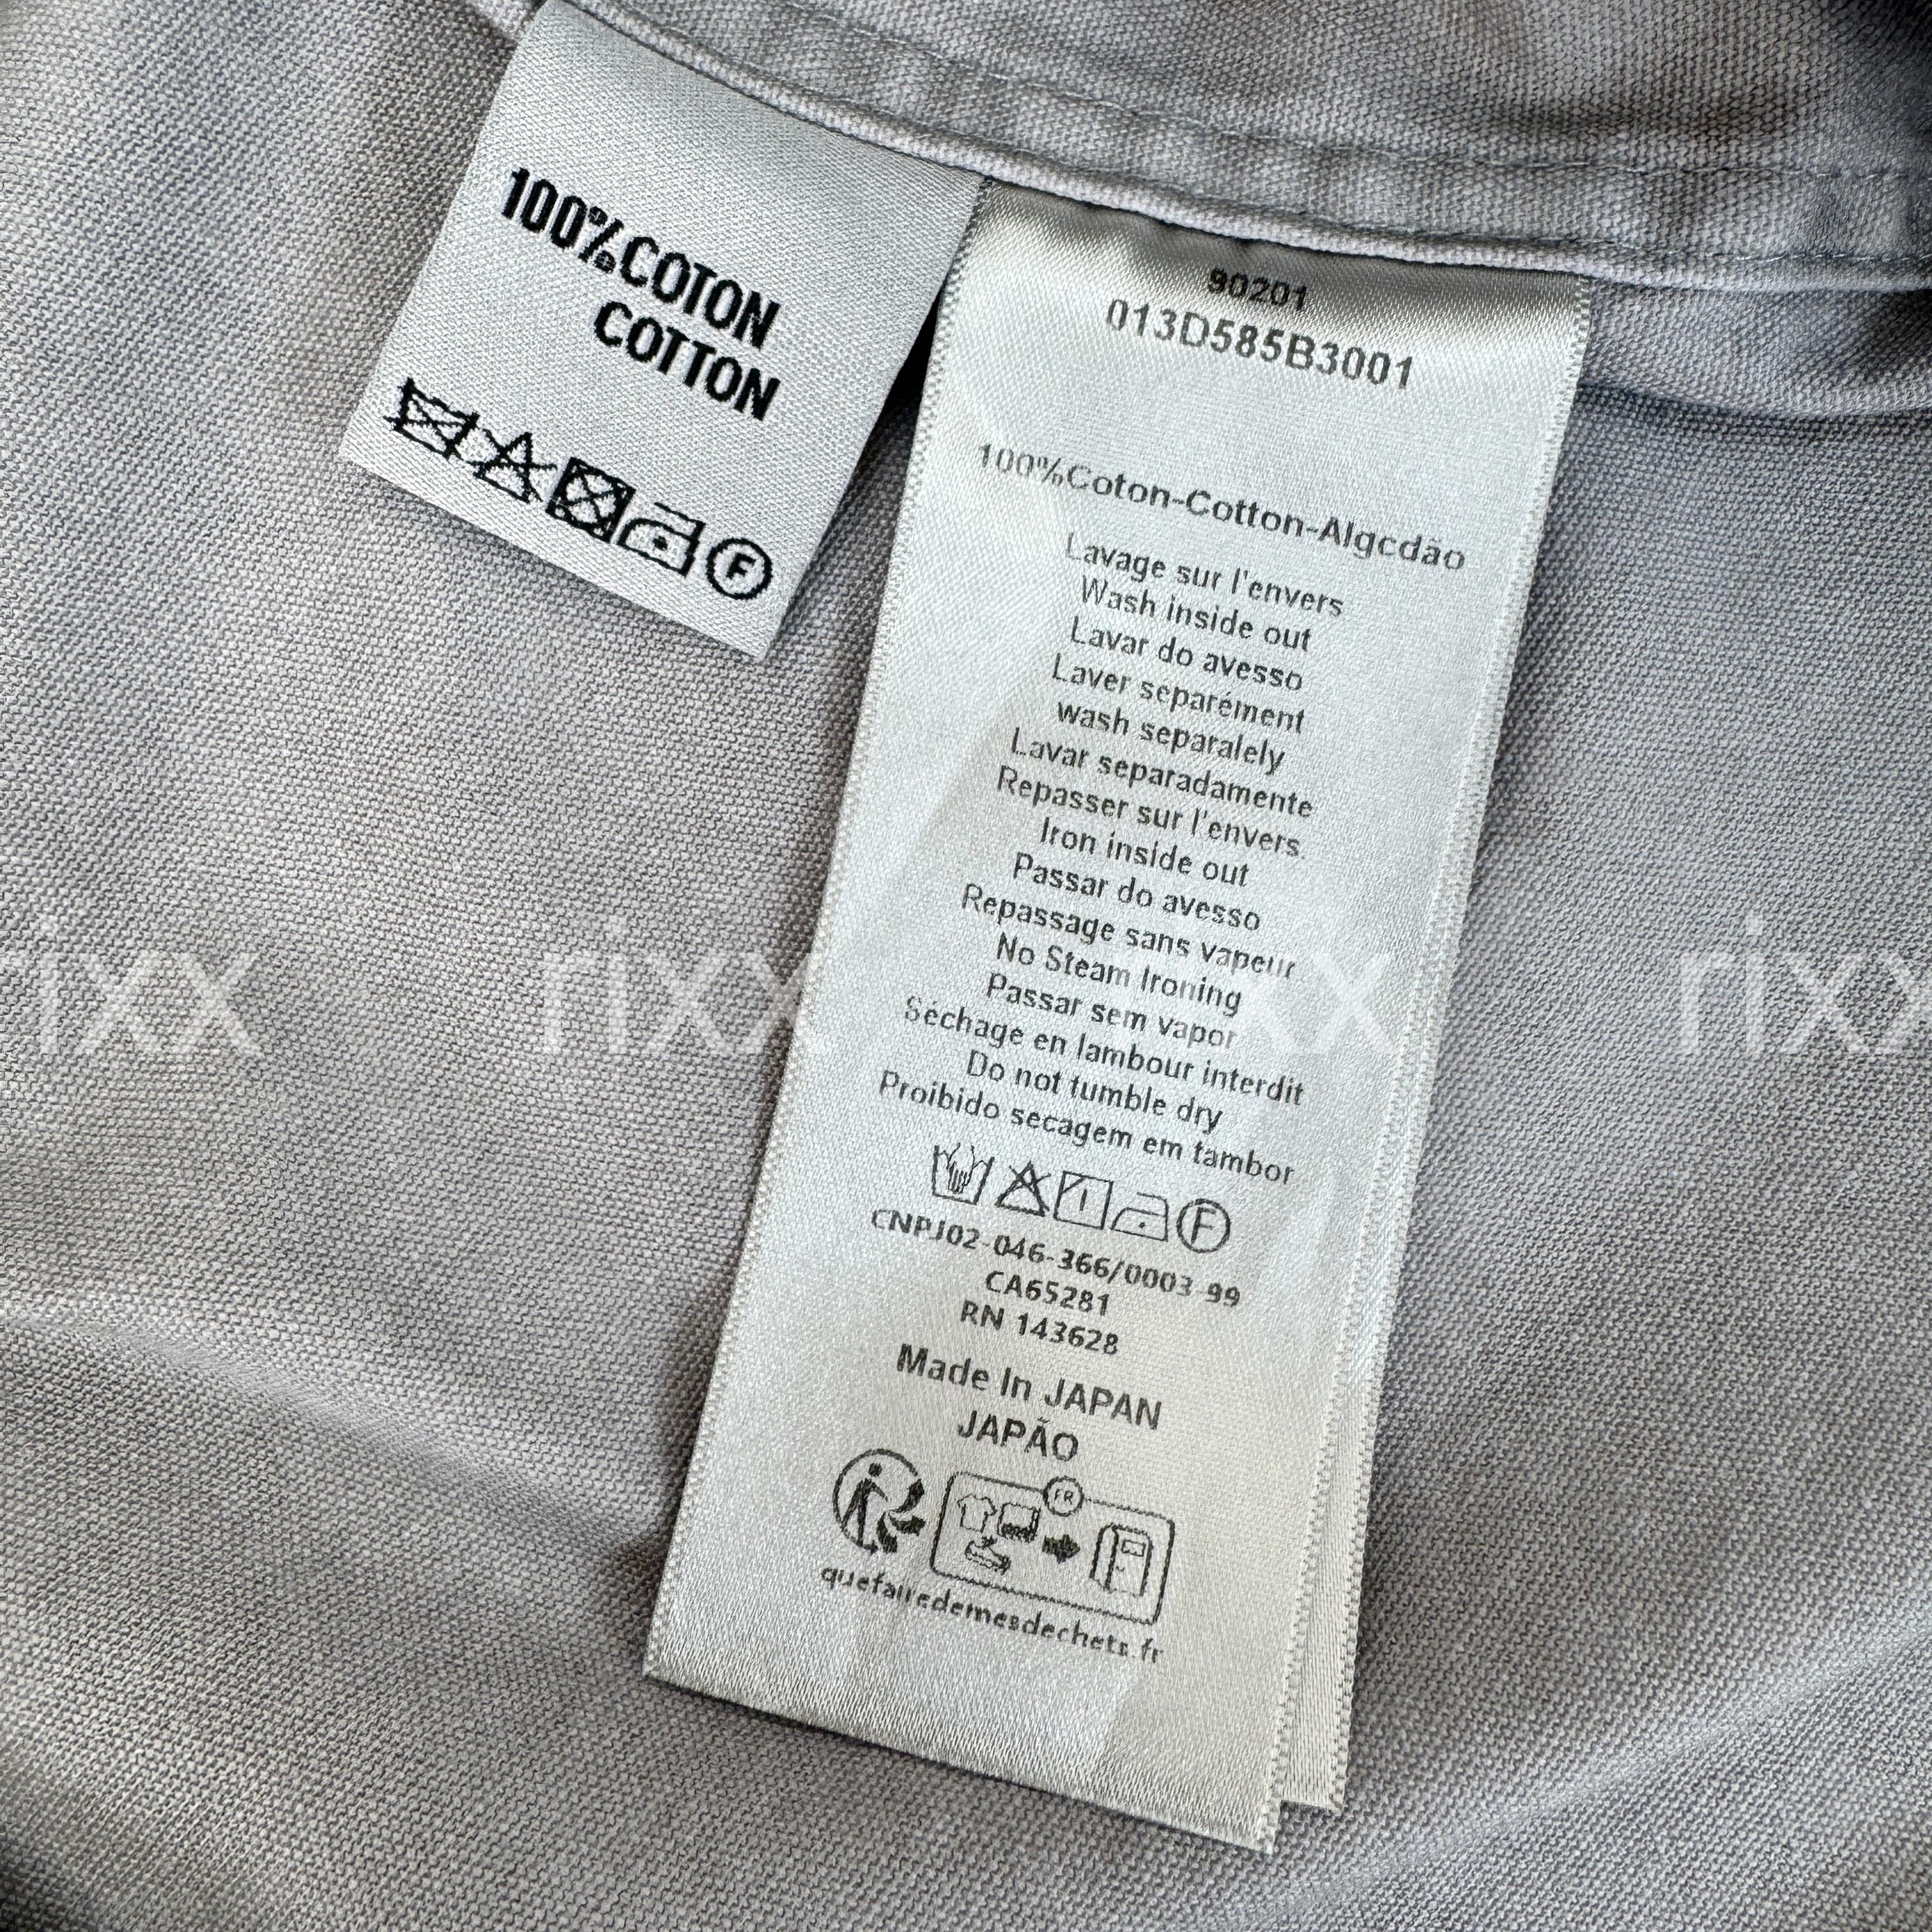 100%COTON
COTTON
F
90201
013D585B3001
100%Coton-Cotton-Algodão
Lavage sur l'envers
Wash inside out
Lavar do avesso
Laver separément
wash separalely
Lavar separadamente
Repasser sur l'envers.
Iron inside out
Passar do avesso
Repassage sans vapeur
No Steam Ironing
Passar sem vapor
Séchage en lambour interdit
Do not tumble dry
Proibido secagem em tambor
F
CNPJ02-046-366/0003-99
CA65281
RN 143628
Made In JAPAN
JAPÃO
FR
quefairedemesdechets.fr
rixx rixx rixx rixx